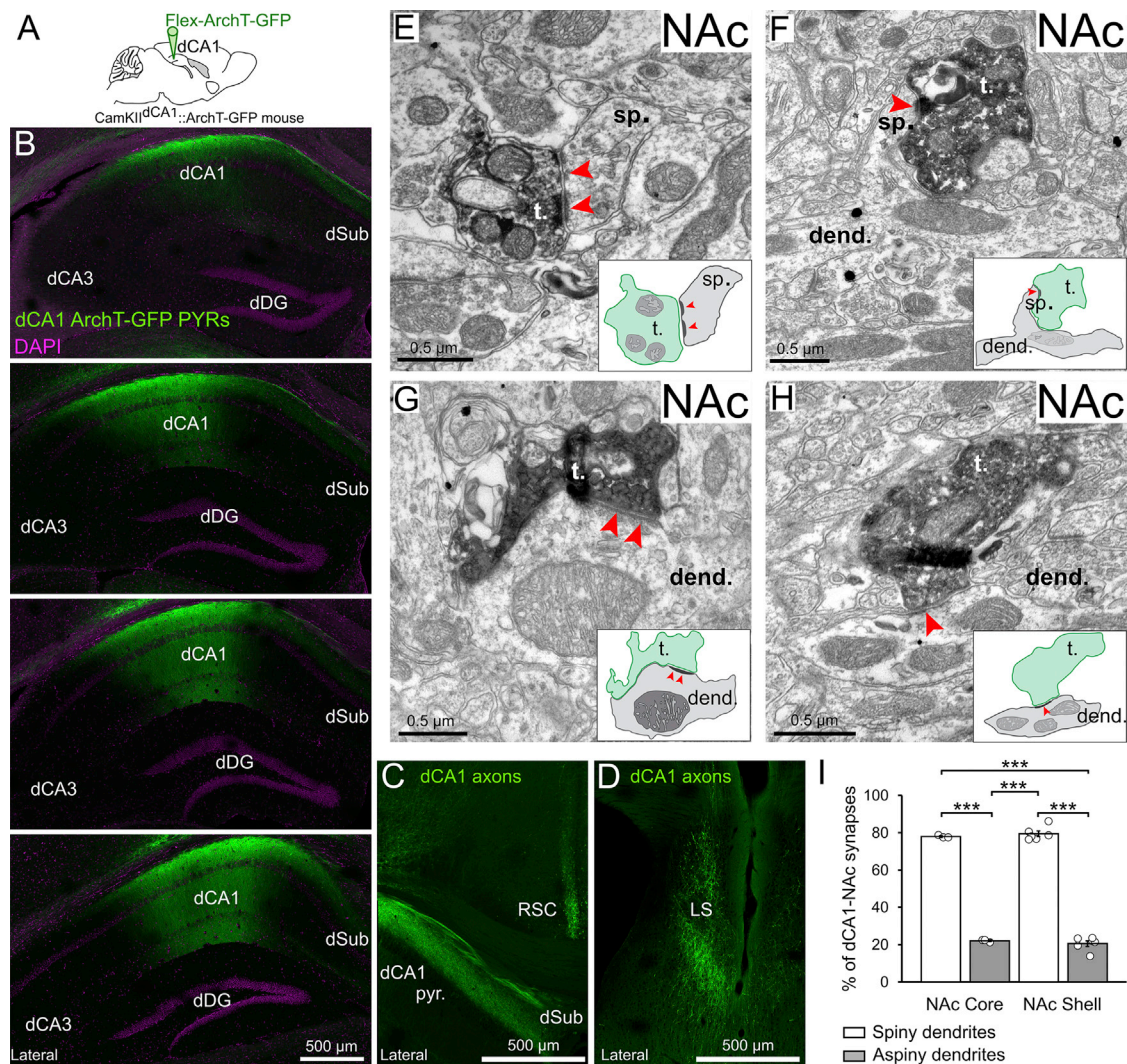 A
Flex-ArchT-GFP
dCA1
CamKII^dCA1::ArchT-GFP mouse
B
dCA1
dSub
dCA3
dDG
dCA1 ArchT-GFP PYRs
DAPI
dCA1
dSub
dDG
dCA3
dCA1
dSub
dDG
dCA3
dCA1
dSub
dDG
dCA3
Lateral
500 µm
E
NAc
sp.
t.
sp.
t.
0.5 µm
F
NAc
t.
sp.
dend.
t.
sp.
dend.
0.5 µm
G
NAc
t.
dend.
t.
dend.
0.5 µm
H
NAc
t.
dend.
t.
dend.
0.5 µm
C
dCA1 axons
RSC
dCA1
pyr.
dSub
Lateral
500 µm
D
dCA1 axons
LS
Lateral
500 µm
I
***
***
*** ***
% of dCA1-NAc synapses
100
80
60
40
20
0
NAc Core NAc Shell
Spiny dendrites
Aspiny dendrites